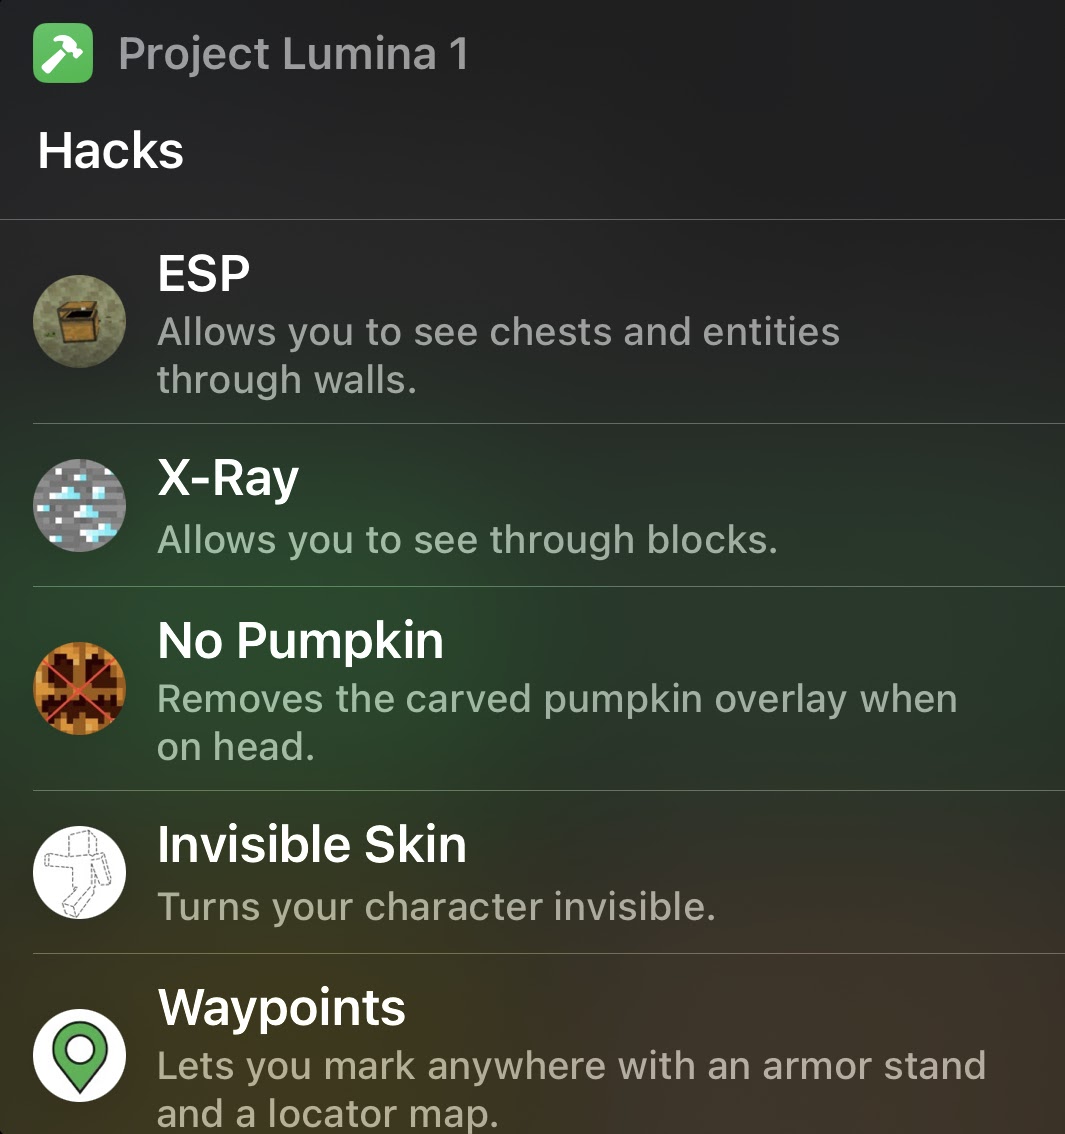 Project Lumina 1
Hacks
ESP
Allows you to see chests and entities
through walls.
X-Ray
Allows you to see through blocks.
No Pumpkin
Removes the carved pumpkin overlay when
on head.
Invisible Skin
Turns your character invisible.
Waypoints
Lets you mark anywhere with an armor stand
and a locator map.